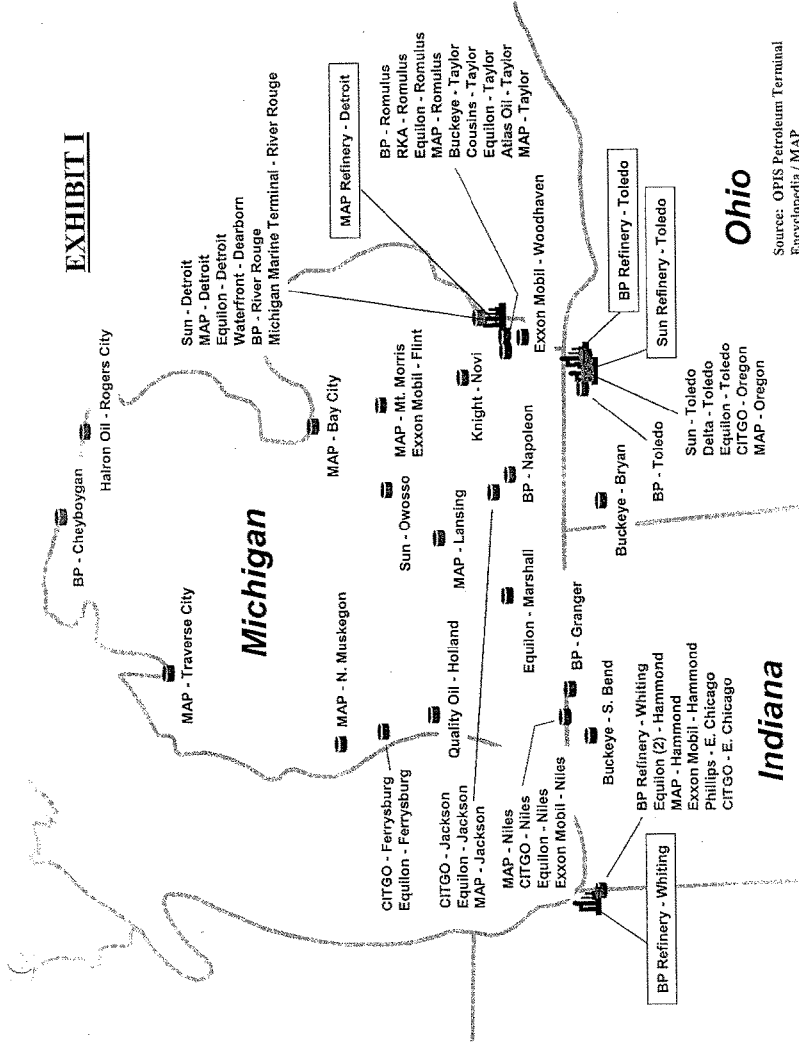 EXHIBIT I
BP - Cheyboygan
Halron Oil - Rogers City
MAP - Traverse City
Michigan
MAP - Bay City
Sun - Detroit
MAP - Detroit
Equilon - Detroit
Waterfront - Dearborn
BP - River Rouge
Michigan Marine Terminal - River Rouge
MAP - N. Muskegon
CITGO - Ferrysburg
Equilon - Ferrysburg
Sun - Owosso
MAP - Mt. Morris
Exxon Mobil - Flint
MAP Refinery - Detroit
Quality Oil - Holland
MAP - Lansing
Knight - Novi
BP - Romulus
RKA - Romulus
Equilon - Romulus
MAP - Romulus
Buckeye - Taylor
Cousins - Taylor
Equilon - Taylor
Atlas Oil - Taylor
MAP - Taylor
CITGO - Jackson
Equilon - Jackson
MAP - Jackson
BP - Napoleon
Exxon Mobil - Woodhaven
Equilon - Marshall
MAP - Niles
CITGO - Niles
Equilon - Niles
Exxon Mobil - Niles
BP - Granger
Buckeye - S. Bend
Buckeye - Bryan
BP - Toledo
BP Refinery - Toledo
Sun Refinery - Toledo
Sun - Toledo
Delta - Toledo
Equilon - Toledo
CITGO - Oregon
MAP - Oregon
BP Refinery - Whiting
BP Refinery - Whiting
Equilon (2) - Hammond
MAP - Hammond
Exxon Mobil - Hammond
Phillips - E. Chicago
CITGO - E. Chicago
Indiana
Ohio
Source: OPIS Petroleum Terminal
Encyclopedia / MAP